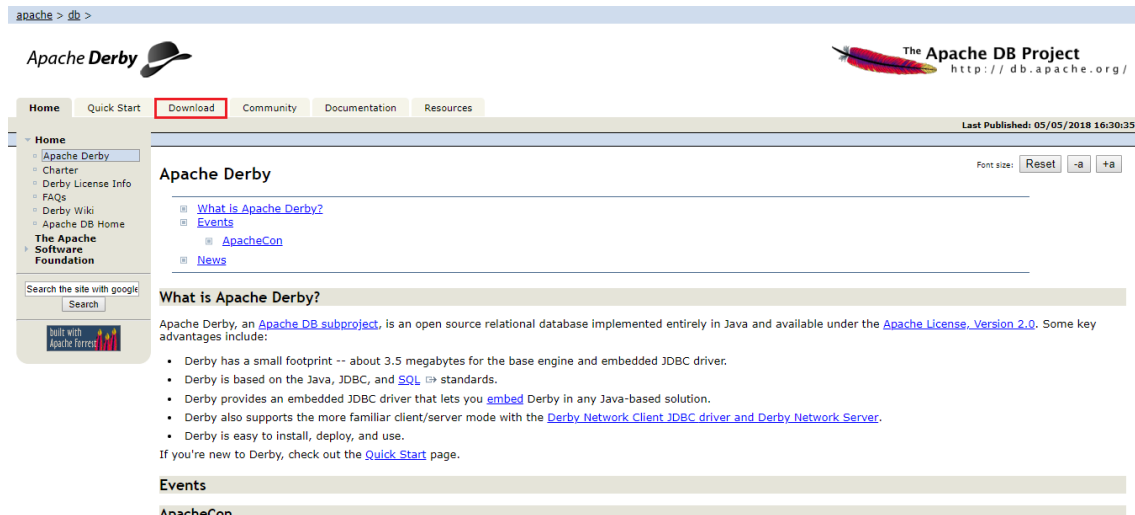 apache > db >
Apache Derby
The Apache DB Project
http://db.apache.org/
Home Quick Start Download Community Documentation Resources
Last Published: 05/05/2018 16:30:35
Home
Apache Derby
Charter
Derby License Info
FAQs
Derby Wiki
Apache DB Home
The Apache
Software
Foundation
Search the site with google
Search
built with
Apache Forrest
Font size: Reset -a +a
Apache Derby
What is Apache Derby?
Events
ApacheCon
News
What is Apache Derby?
Apache Derby, an Apache DB subproject, is an open source relational database implemented entirely in Java and available under the Apache License, Version 2.0. Some key
advantages include:
• Derby has a small footprint -- about 3.5 megabytes for the base engine and embedded JDBC driver.
• Derby is based on the Java, JDBC, and SQL standards.
• Derby provides an embedded JDBC driver that lets you embed Derby in any Java-based solution.
• Derby also supports the more familiar client/server mode with the Derby Network Client JDBC driver and Derby Network Server.
• Derby is easy to install, deploy, and use.
If you're new to Derby, check out the Quick Start page.
Events
ApacheCon